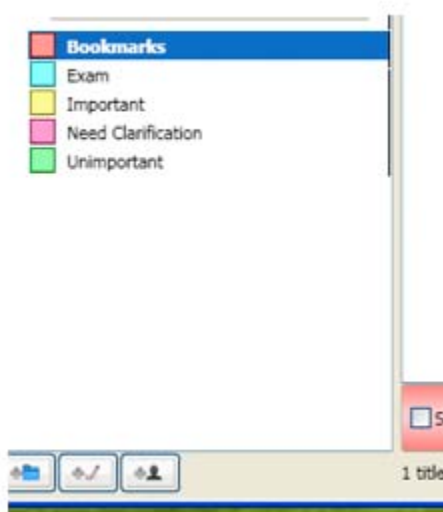 Bookmarks
Exam
Important
Need Clarification
Unimportant
S
1 title